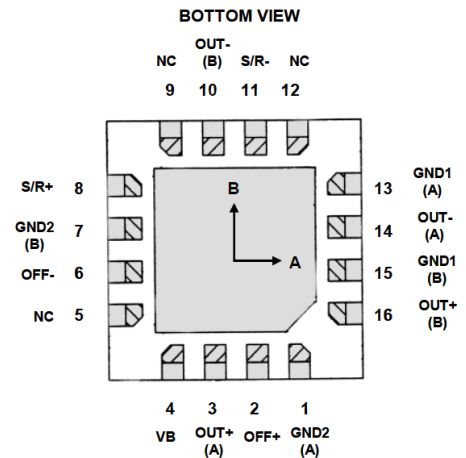 BOTTOM VIEW
OUT-
NC (B) S/R- NC
9 10 11 12
S/R+ 8
GND2
(B) 7
OFF- 6
NC 5
B
A
13 GND1
(A)
14 OUT-
(A)
15 GND1
(B)
16 OUT+
(B)
4 3 2 1
VB OUT+ OFF+ GND2
(A) (A)